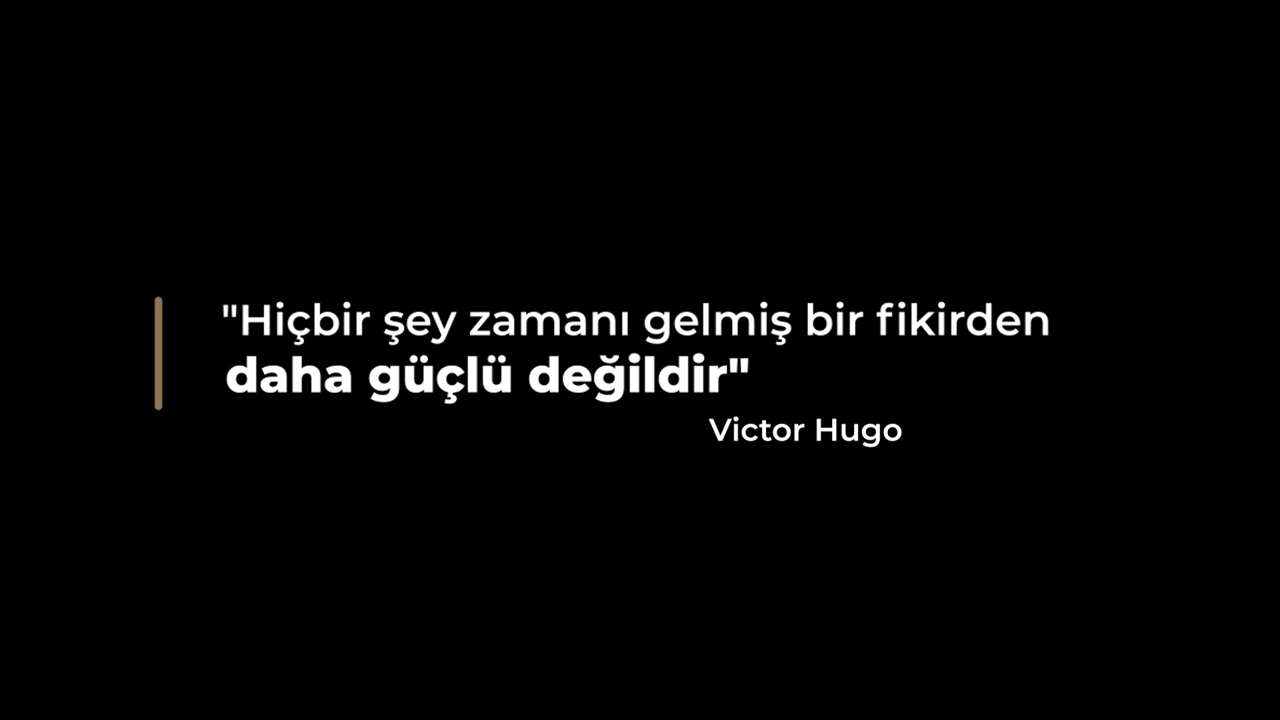 "Hiçbir şey zamanı gelmiş bir fikirden
daha güçlü değildir"
Victor Hugo